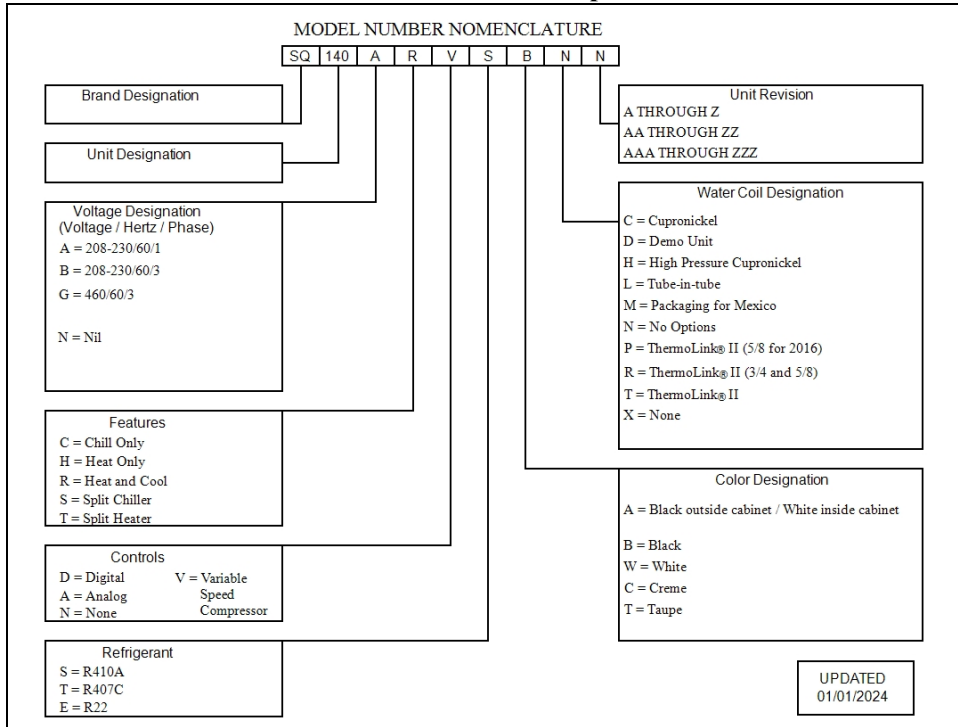 MODEL NUMBER NOMENCLATURE
SQ 140 A R V S B N N
Brand Designation
Unit Designation
Voltage Designation
(Voltage / Hertz / Phase)
A = 208-230/60/1
B = 208-230/60/3
G = 460/60/3
N = Nil
Features
C = Chill Only
H = Heat Only
R = Heat and Cool
S = Split Chiller
T = Split Heater
Controls
D = Digital
A = Analog
N = None
V = Variable
Speed
Compressor
Refrigerant
S = R410A
T = R407C
E = R22
Unit Revision
A THROUGH Z
AA THROUGH ZZ
AAA THROUGH ZZZ
Water Coil Designation
C = Cupronickel
D = Demo Unit
H = High Pressure Cupronickel
L = Tube-in-tube
M = Packaging for Mexico
N = No Options
P = ThermoLink® II (5/8 for 2016)
R = ThermoLink® II (3/4 and 5/8)
T = ThermoLink® II
X = None
Color Designation
A = Black outside cabinet / White inside cabinet
B = Black
W = White
C = Creme
T = Taupe
UPDATED
01/01/2024